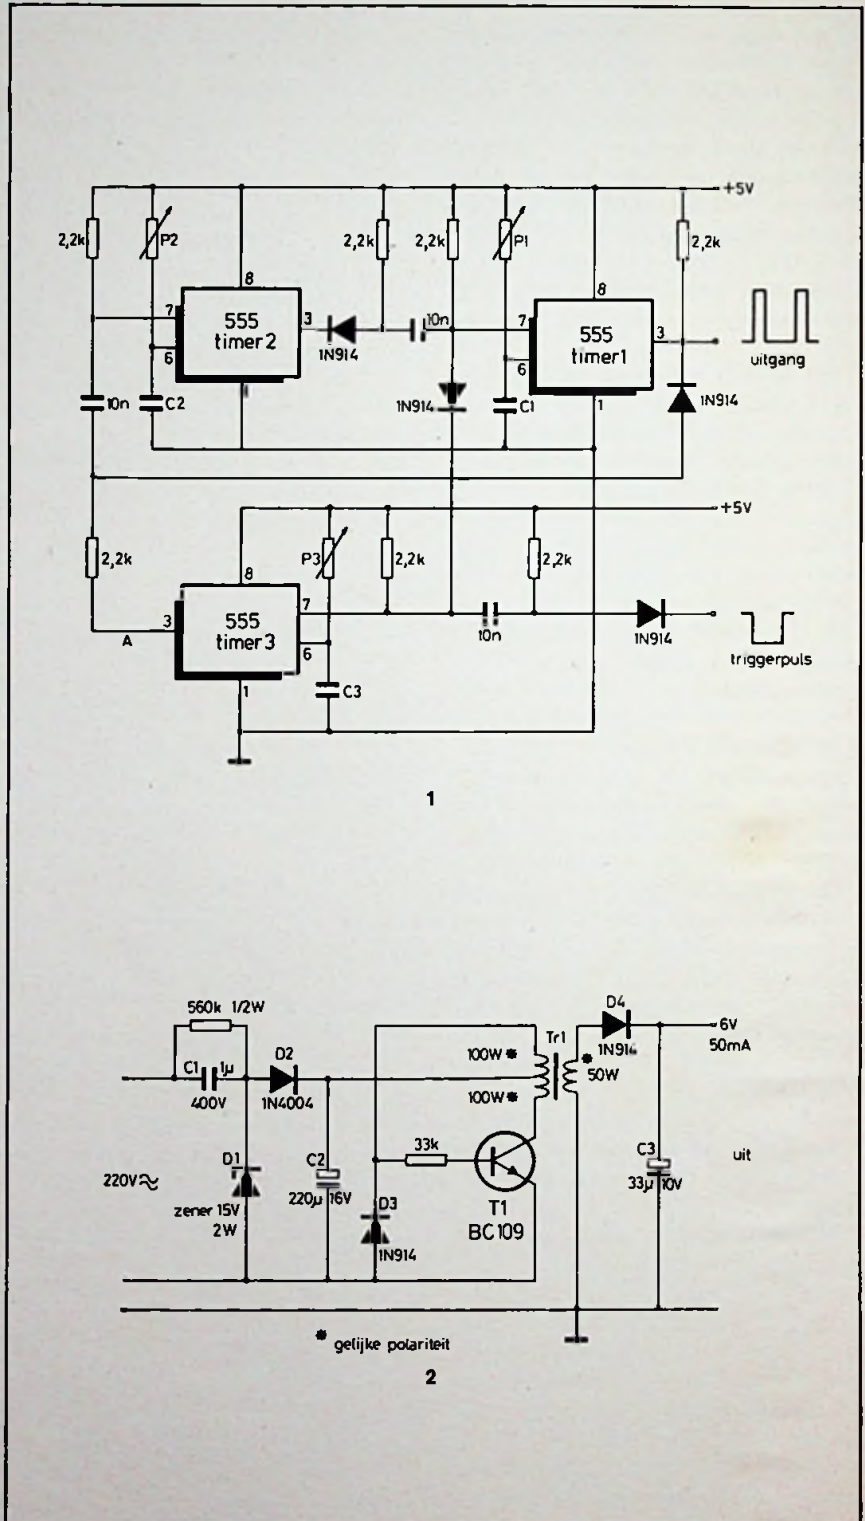 +5V
2,2k
P2
2,2k
2,2k
P1
2,2k
8
8
7
555
timer2
3
10n
7
555
timer1
3
6
1N914
6
uitgang
10n
C2
1
1N914
C1
1
1N914
+5V
2,2k
P3
2,2k
2,2k
8
3
555
timer3
7
A
6
10n
1N914
1
C3
triggerpuls
1
560k 1/2W
C1
1µ
400V
D2
1N4004
100W*
100W*
Tr1
*
50W
D4
1N914
6V
50mA
220V≈
D1
zener 15V
2W
C2
220µ 16V
33k
D3
1N914
T1
BC109
C3
33µ 10V
uit
* gelijke polariteit
2